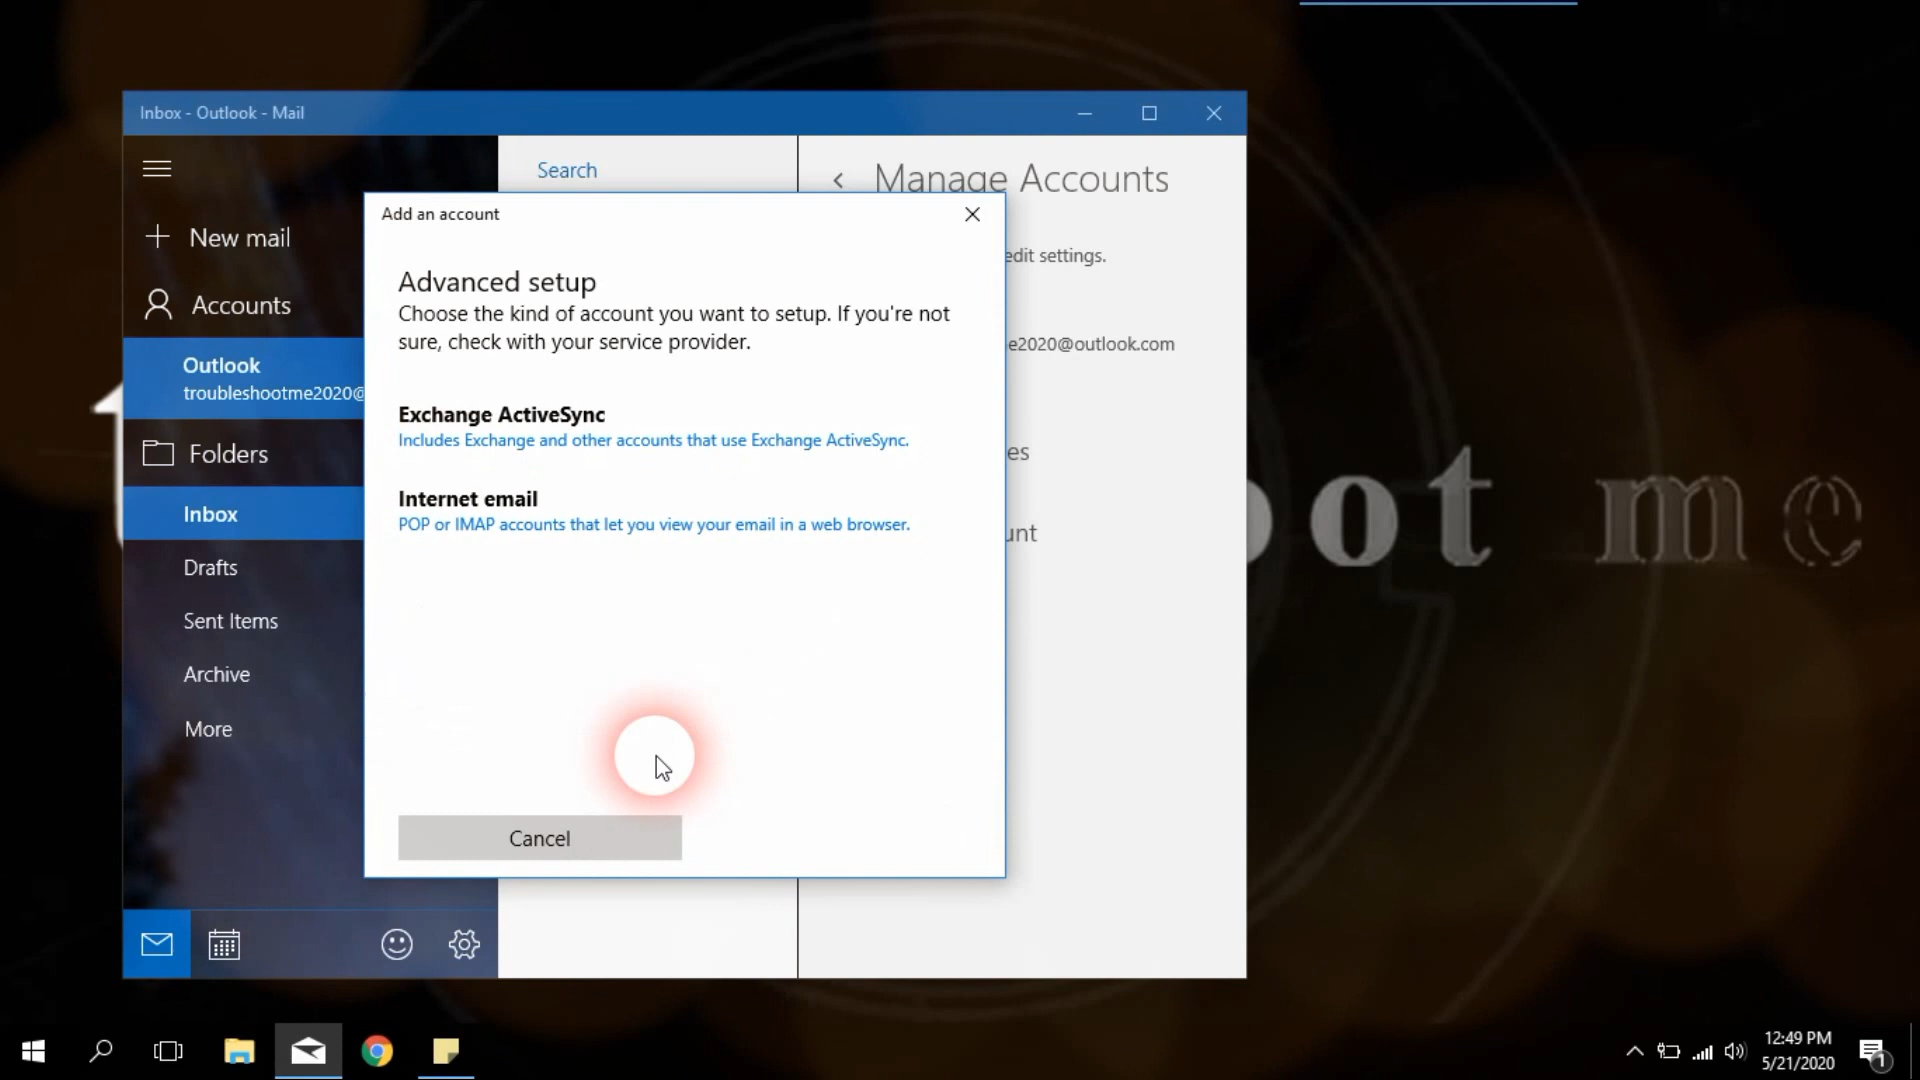 Inbox - Outlook - Mail
Search
Manage Accounts
New mail
Add an account
edit settings.
Accounts
Advanced setup
Choose the kind of account you want to setup. If you're not
sure, check with your service provider.
e2020@outlook.com
Outlook
troubleshootme2020@
Exchange ActiveSync
Includes Exchange and other accounts that use Exchange ActiveSync.
es
Folders
Internet email
POP or IMAP accounts that let you view your email in a web browser.
unt
oot me
Inbox
Drafts
Sent Items
Archive
More
Cancel
12:49 PM
5/21/2020
1